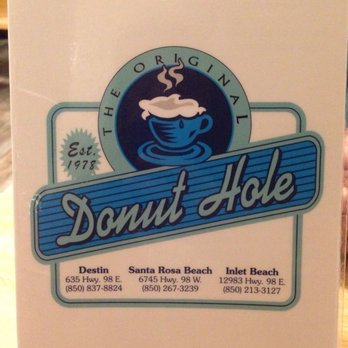 THE ORIGINAL
Est.
1978
Donut Hole
Destin
635 Hwy. 98 E.
(850) 837-8824
Santa Rosa Beach
6745 Hwy. 98 W.
(850) 267-3239
Inlet Beach
12983 Hwy. 98 E.
(850) 213-3127